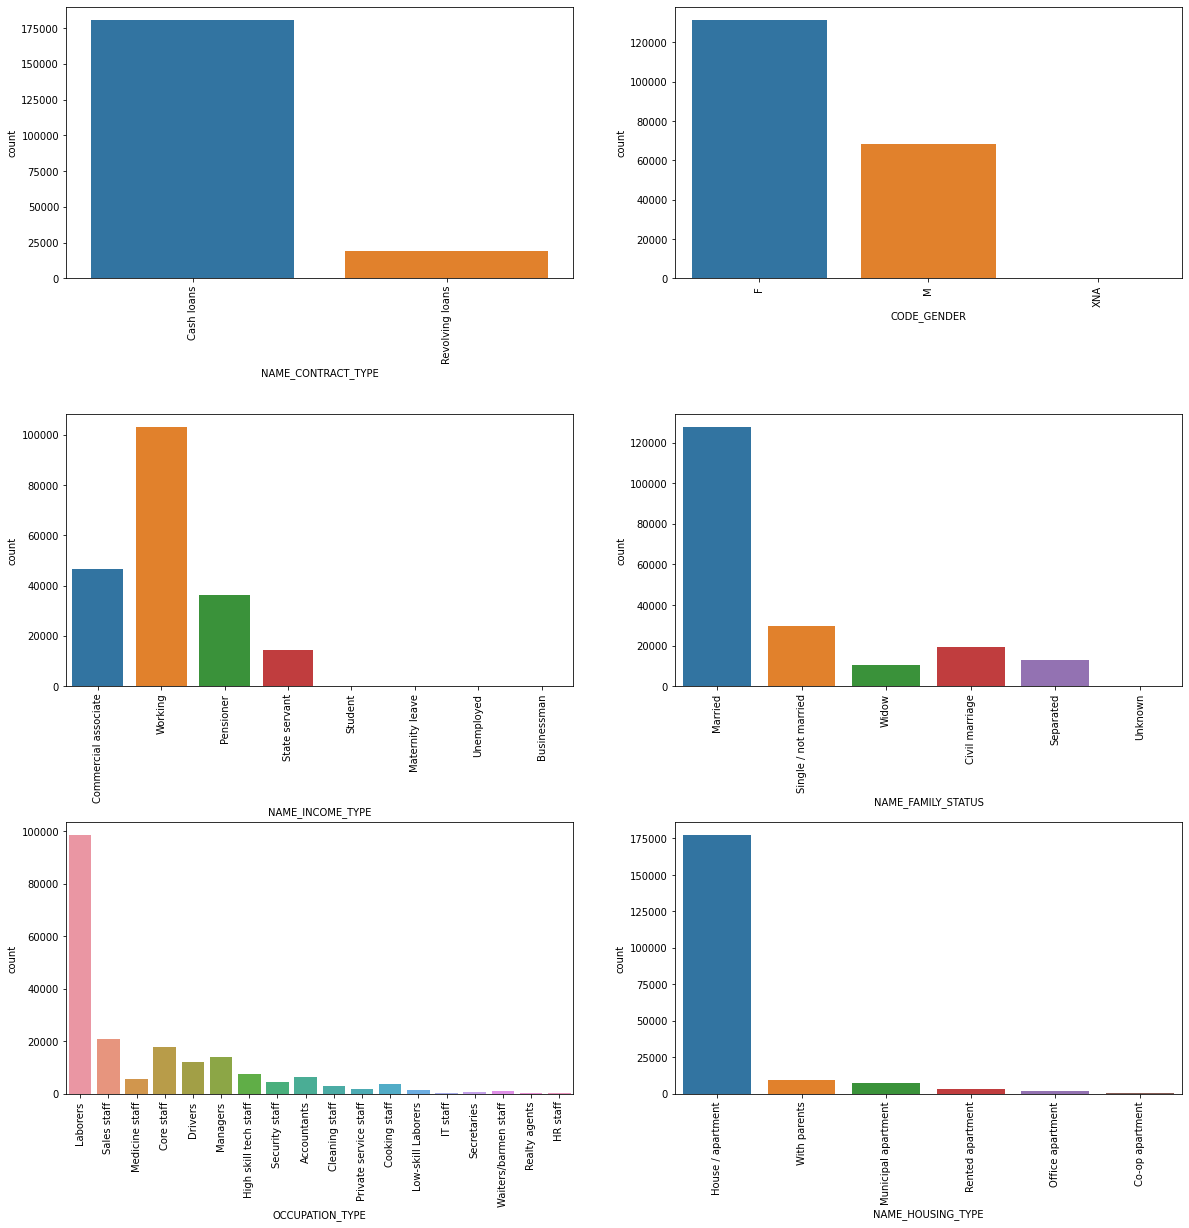 175000
150000
125000
100000
75000
50000
25000
0
count
Cash loans
Revolving loans
NAME_CONTRACT_TYPE
120000
100000
80000
60000
40000
20000
0
count
F
M
XNA
CODE_GENDER
100000
80000
60000
40000
20000
0
count
Commercial associate
Working
Pensioner
State servant
Student
Maternity leave
Unemployed
Businessman
NAME_INCOME_TYPE
120000
100000
80000
60000
40000
20000
0
count
Married
Single / not married
Widow
Civil marriage
Separated
Unknown
NAME_FAMILY_STATUS
100000
80000
60000
40000
20000
0
count
Laborers
Sales staff
Medicine staff
Core staff
Drivers
Managers
High skill tech staff
Security staff
Accountants
Cleaning staff
Private service staff
Cooking staff
Low-skill Laborers
IT staff
Secretaries
Waiters/barmen staff
Realty agents
HR staff
OCCUPATION_TYPE
175000
150000
125000
100000
75000
50000
25000
0
count
House / apartment
With parents
Municipal apartment
Rented apartment
Office apartment
Co-op apartment
NAME_HOUSING_TYPE